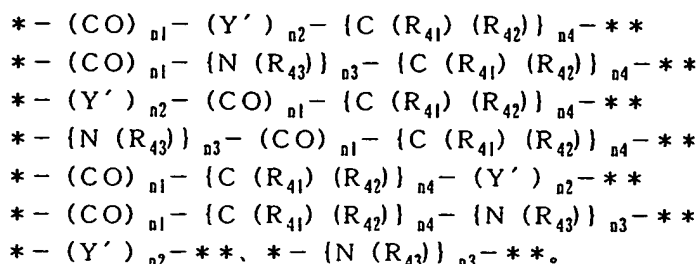 *－(CO)n1－(Y′)n2－{C(R41)(R42)}n4－**
*－(CO)n1－{N(R43)}n3－{C(R41)(R42)}n4－**
*－(Y′)n2－(CO)n1－{C(R41)(R42)}n4－**
*－{N(R43)}n3－(CO)n1－{C(R41)(R42)}n4－**
*－(CO)n1－{C(R41)(R42)}n4－(Y′)n2－**
*－(CO)n1－{C(R41)(R42)}n4－{N(R43)}n3－**
*－(Y′)n2－**、*－{N(R43)}n3－**。